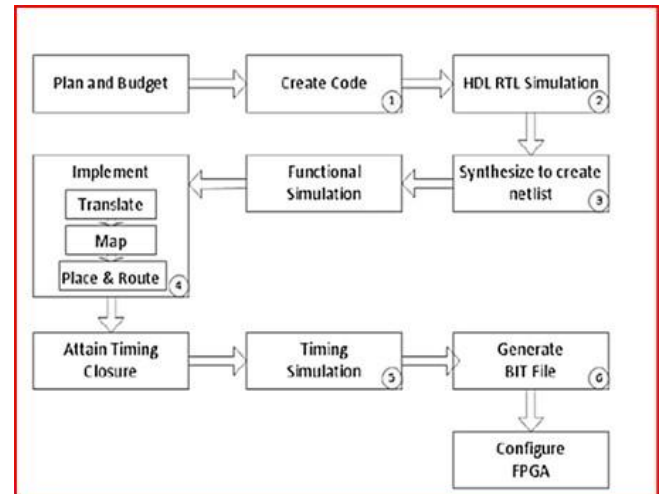 Plan and Budget
Create Code
1
HDL RTL Simulation
2
Implement
Translate
Map
Place & Route
4
Functional
Simulation
Synthesize to create
netlist
3
Attain Timing
Closure
Timing
Simulation
5
Generate
BIT File
6
Configure
FPGA